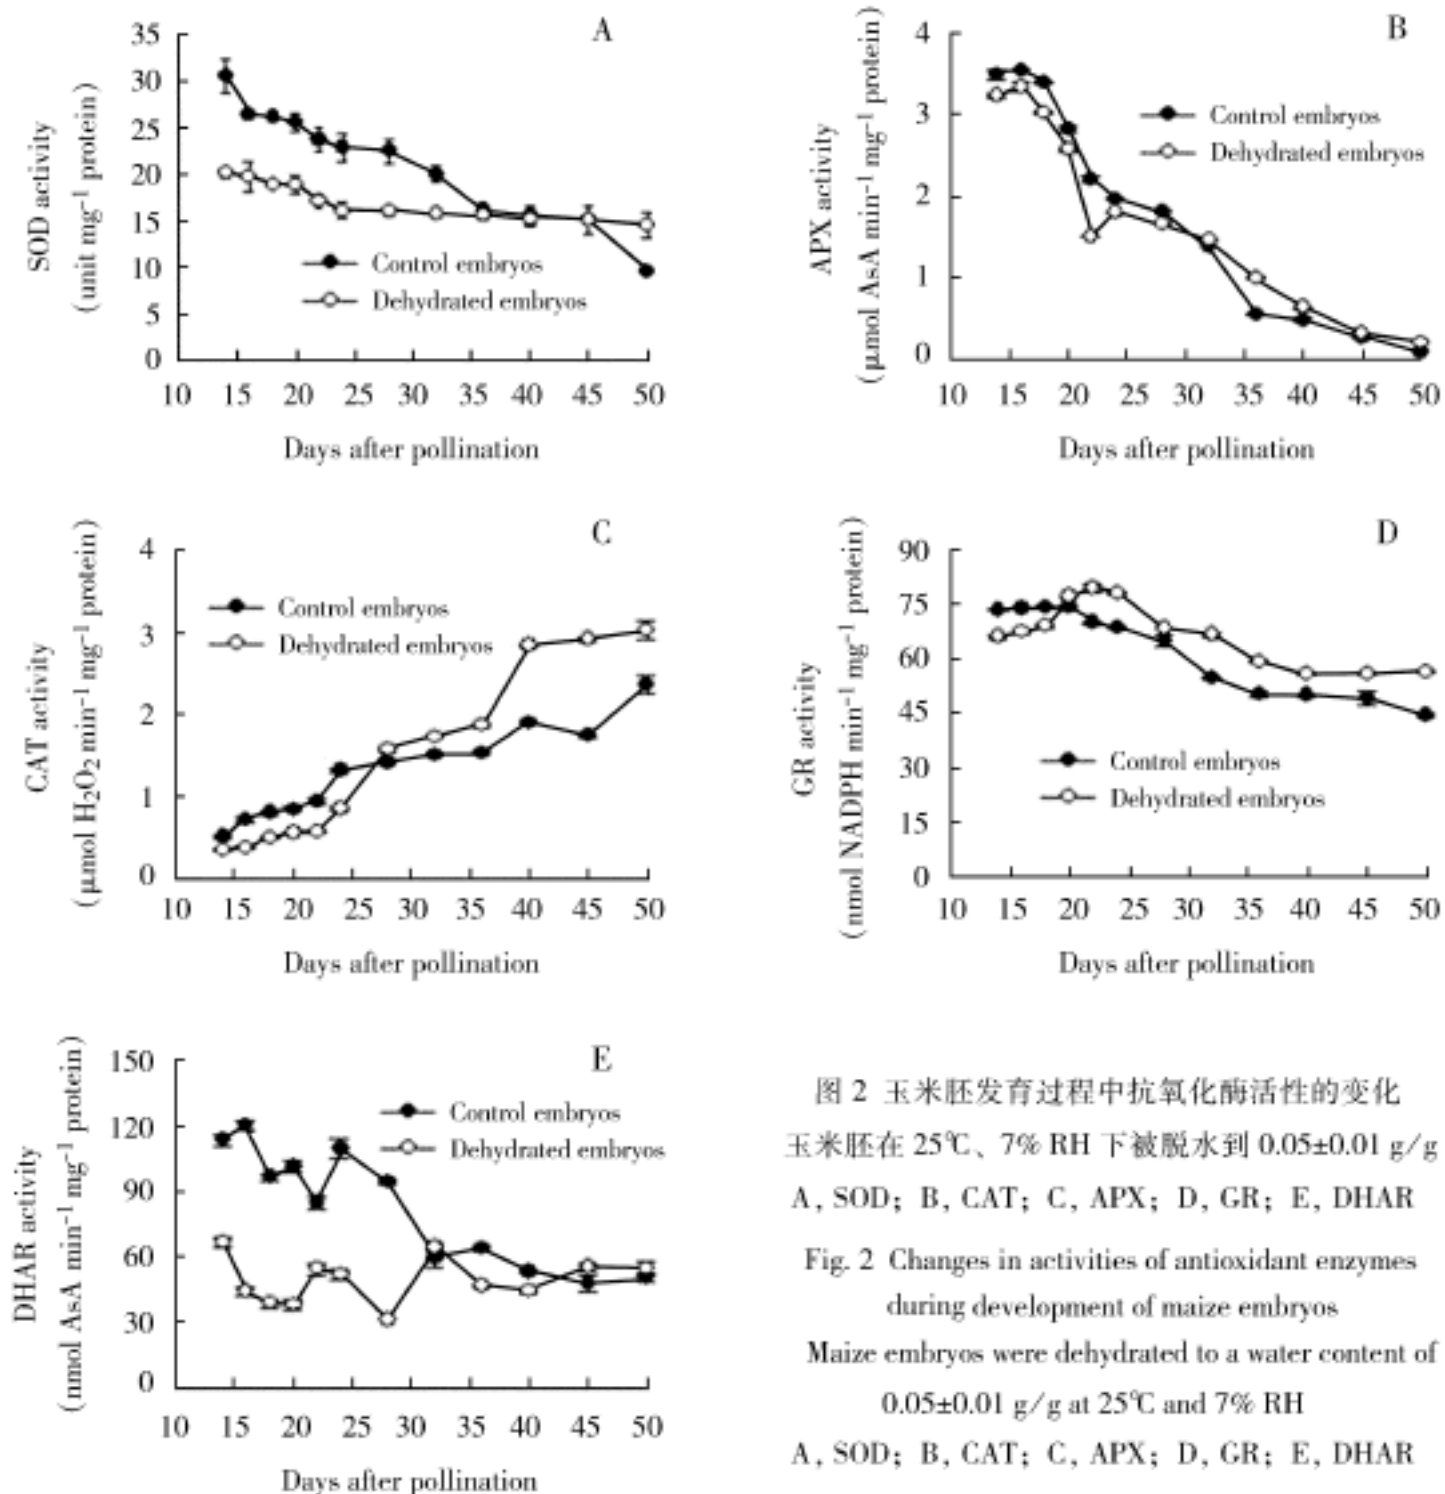 A
SOD activity
(unit mg⁻¹ protein)
35
30
25
20
15
10
5
0
Control embryos
Dehydrated embryos
10 15 20 25 30 35 40 45 50
Days after pollination
B
APX activity
(μmol AsA min⁻¹ mg⁻¹ protein)
4
3
2
1
0
Control embryos
Dehydrated embryos
10 15 20 25 30 35 40 45 50
Days after pollination
C
CAT activity
(μmol H₂O₂ min⁻¹ mg⁻¹ protein)
4
3
2
1
0
Control embryos
Dehydrated embryos
10 15 20 25 30 35 40 45 50
Days after pollination
D
GR activity
(nmol NADPH min⁻¹ mg⁻¹ protein)
90
75
60
45
30
15
0
Control embryos
Dehydrated embryos
10 15 20 25 30 35 40 45 50
Days after pollination
E
DHAR activity
(nmol AsA min⁻¹ mg⁻¹ protein)
150
120
90
60
30
0
Control embryos
Dehydrated embryos
10 15 20 25 30 35 40 45 50
Days after pollination
图 2 玉米胚发育过程中抗氧化酶活性的变化
玉米胚在 25℃、7% RH 下被脱水到 0.05±0.01 g/g
A, SOD; B, CAT; C, APX; D, GR; E, DHAR
Fig. 2 Changes in activities of antioxidant enzymes
during development of maize embryos
Maize embryos were dehydrated to a water content of
0.05±0.01 g/g at 25℃ and 7% RH
A, SOD; B, CAT; C, APX; D, GR; E, DHAR